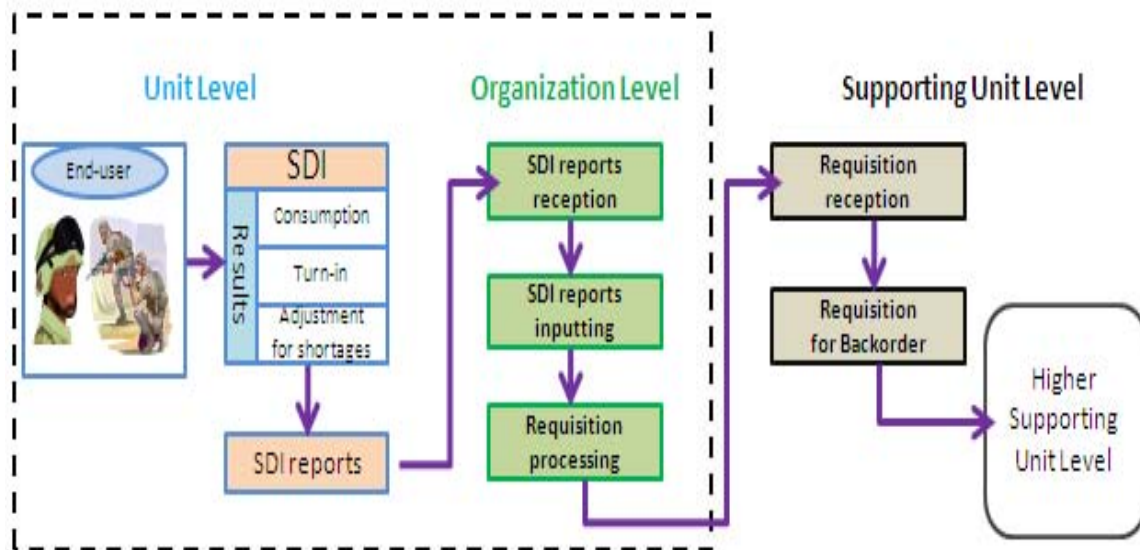 Unit Level
Organization Level
Supporting Unit Level
End-user
SDI
Results
Consumption
Turn-in
Adjustment
for shortages
SDI reports
SDI reports
reception
SDI reports
inputting
Requisition
processing
Requisition
reception
Requisition
for Backorder
Higher
Supporting
Unit Level